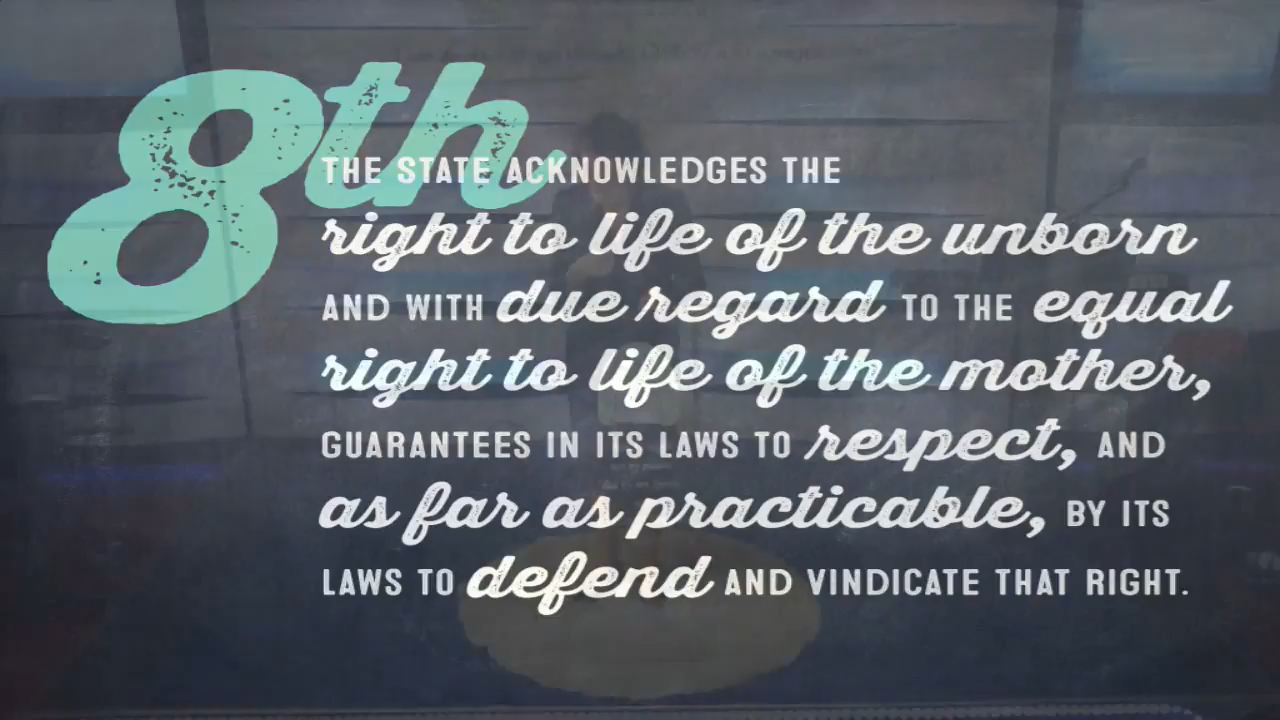 8th
THE STATE ACKNOWLEDGES THE
right to life of the unborn
AND WITH due regard TO THE equal
right to life of the mother,
GUARANTEES IN ITS LAWS TO respect, AND
as far as practicable, BY ITS
LAWS TO defend AND VINDICATE THAT RIGHT.